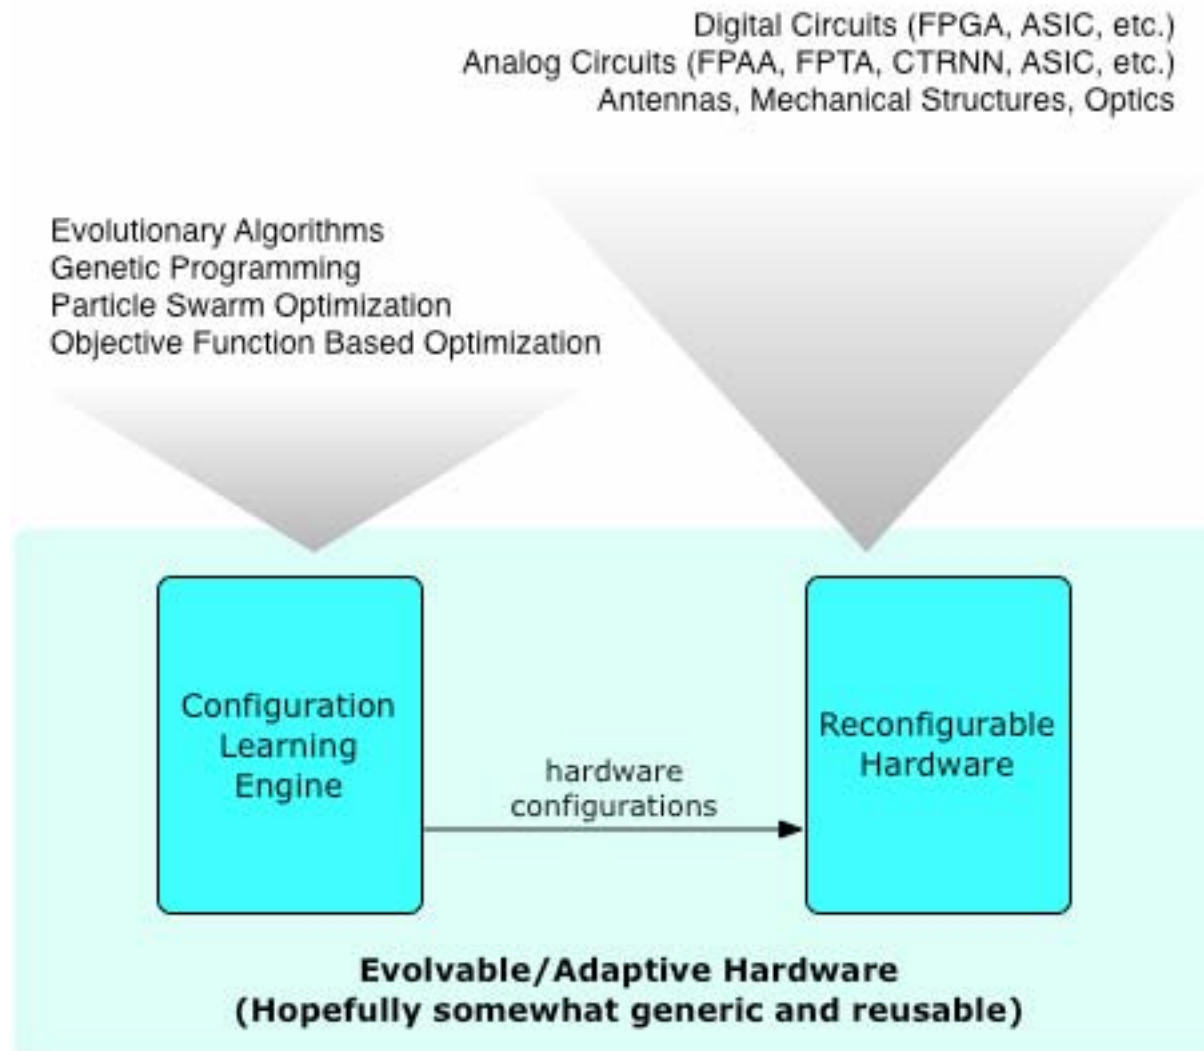 Digital Circuits (FPGA, ASIC, etc.)
Analog Circuits (FPAA, FPTA, CTRNN, ASIC, etc.)
Antennas, Mechanical Structures, Optics
Evolutionary Algorithms
Genetic Programming
Particle Swarm Optimization
Objective Function Based Optimization
Configuration
Learning
Engine
hardware
configurations
Reconfigurable
Hardware
Evolvable/Adaptive Hardware
(Hopefully somewhat generic and reusable)